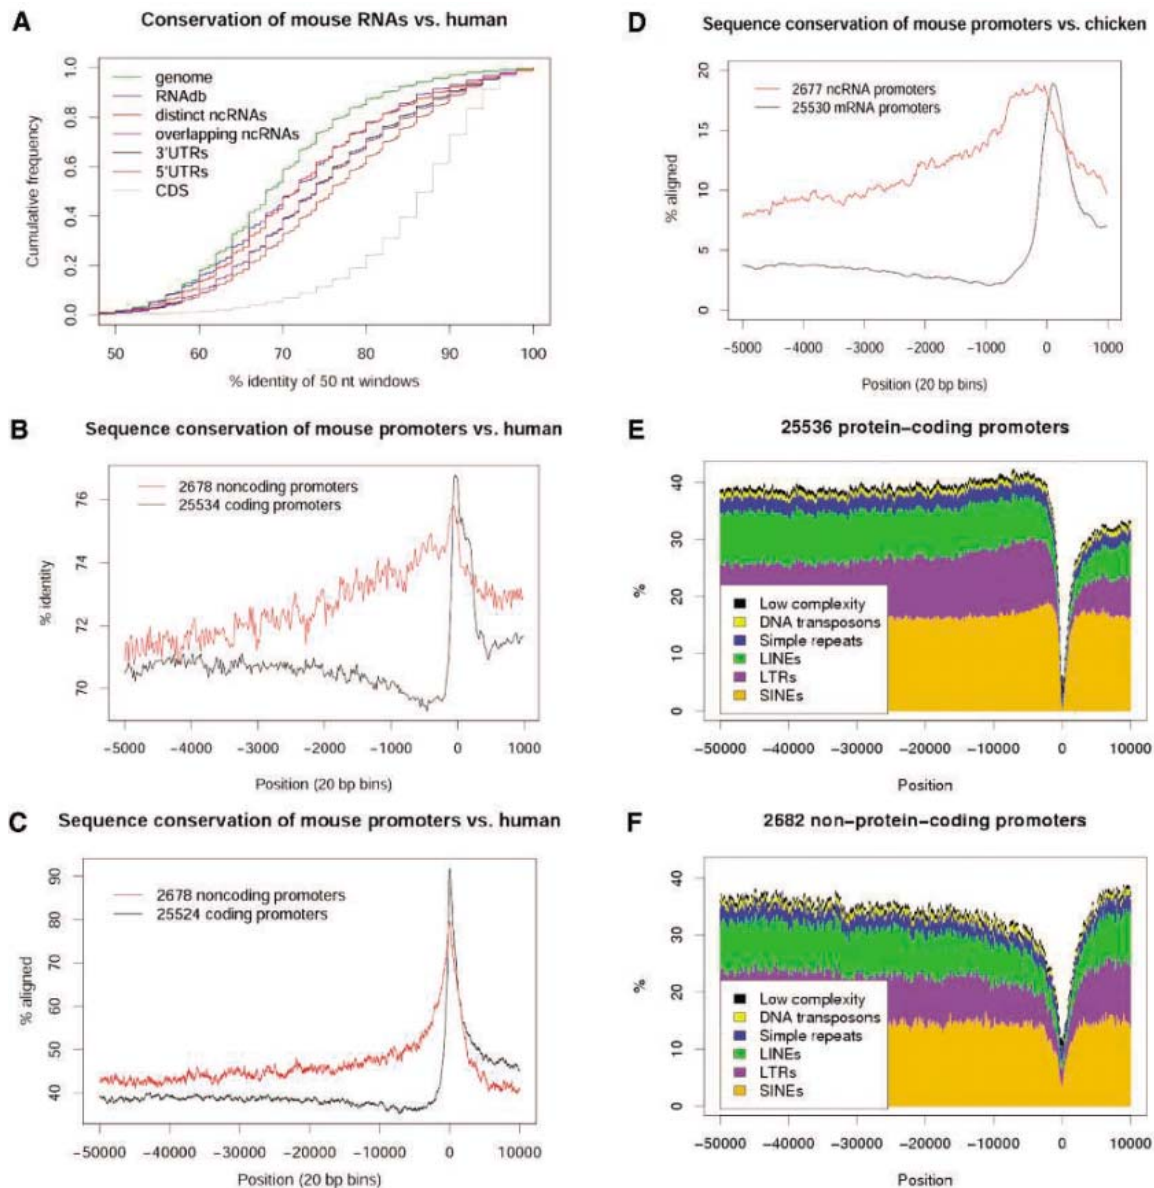 A
Conservation of mouse RNAs vs. human
genome
RNAdb
distinct ncRNAs
overlapping ncRNAs
3'UTRs
5'UTRs
CDS
Cumulative frequency
0.0 0.2 0.4 0.6 0.8 1.0
50 60 70 80 90 100
% identity of 50 nt windows
B
Sequence conservation of mouse promoters vs. human
2678 noncoding promoters
25534 coding promoters
% identity
70 72 74 76
−5000 −4000 −3000 −2000 −1000 0 1000
Position (20 bp bins)
C
Sequence conservation of mouse promoters vs. human
2678 noncoding promoters
25524 coding promoters
% aligned
40 50 60 70 80 90
−50000 −40000 −30000 −20000 −10000 0 10000
Position (20 bp bins)
D
Sequence conservation of mouse promoters vs. chicken
2677 ncRNA promoters
25530 mRNA promoters
% aligned
0 5 10 15 20
−5000 −4000 −3000 −2000 −1000 0 1000
Position (20 bp bins)
E
25536 protein−coding promoters
Low complexity
DNA transposons
Simple repeats
LINEs
LTRs
SINEs
%
0 10 20 30 40
−50000 −40000 −30000 −20000 −10000 0 10000
Position
F
2682 non−protein−coding promoters
Low complexity
DNA transposons
Simple repeats
LINEs
LTRs
SINEs
%
0 10 20 30 40
−50000 −40000 −30000 −20000 −10000 0 10000
Position